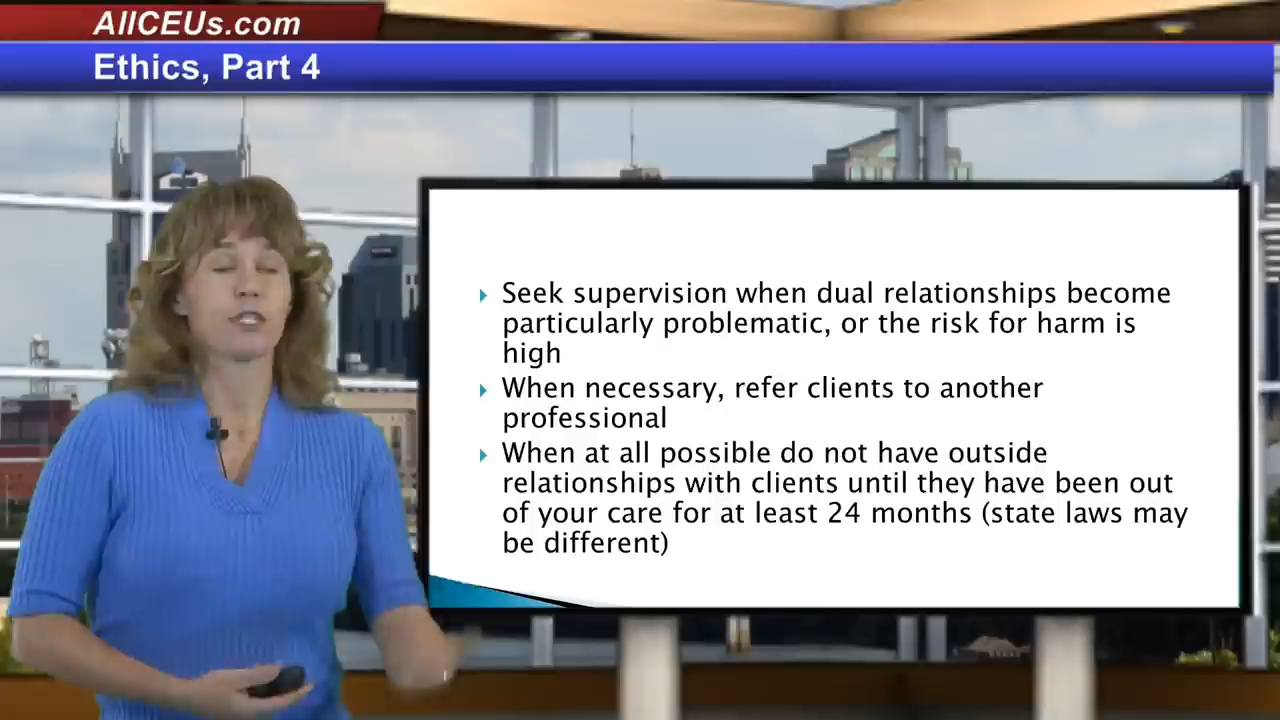 AllCEUs.com
Ethics, Part 4
Seek supervision when dual relationships become
particularly problematic, or the risk for harm is
high
When necessary, refer clients to another
professional
When at all possible do not have outside
relationships with clients until they have been out
of your care for at least 24 months (state laws may
be different)